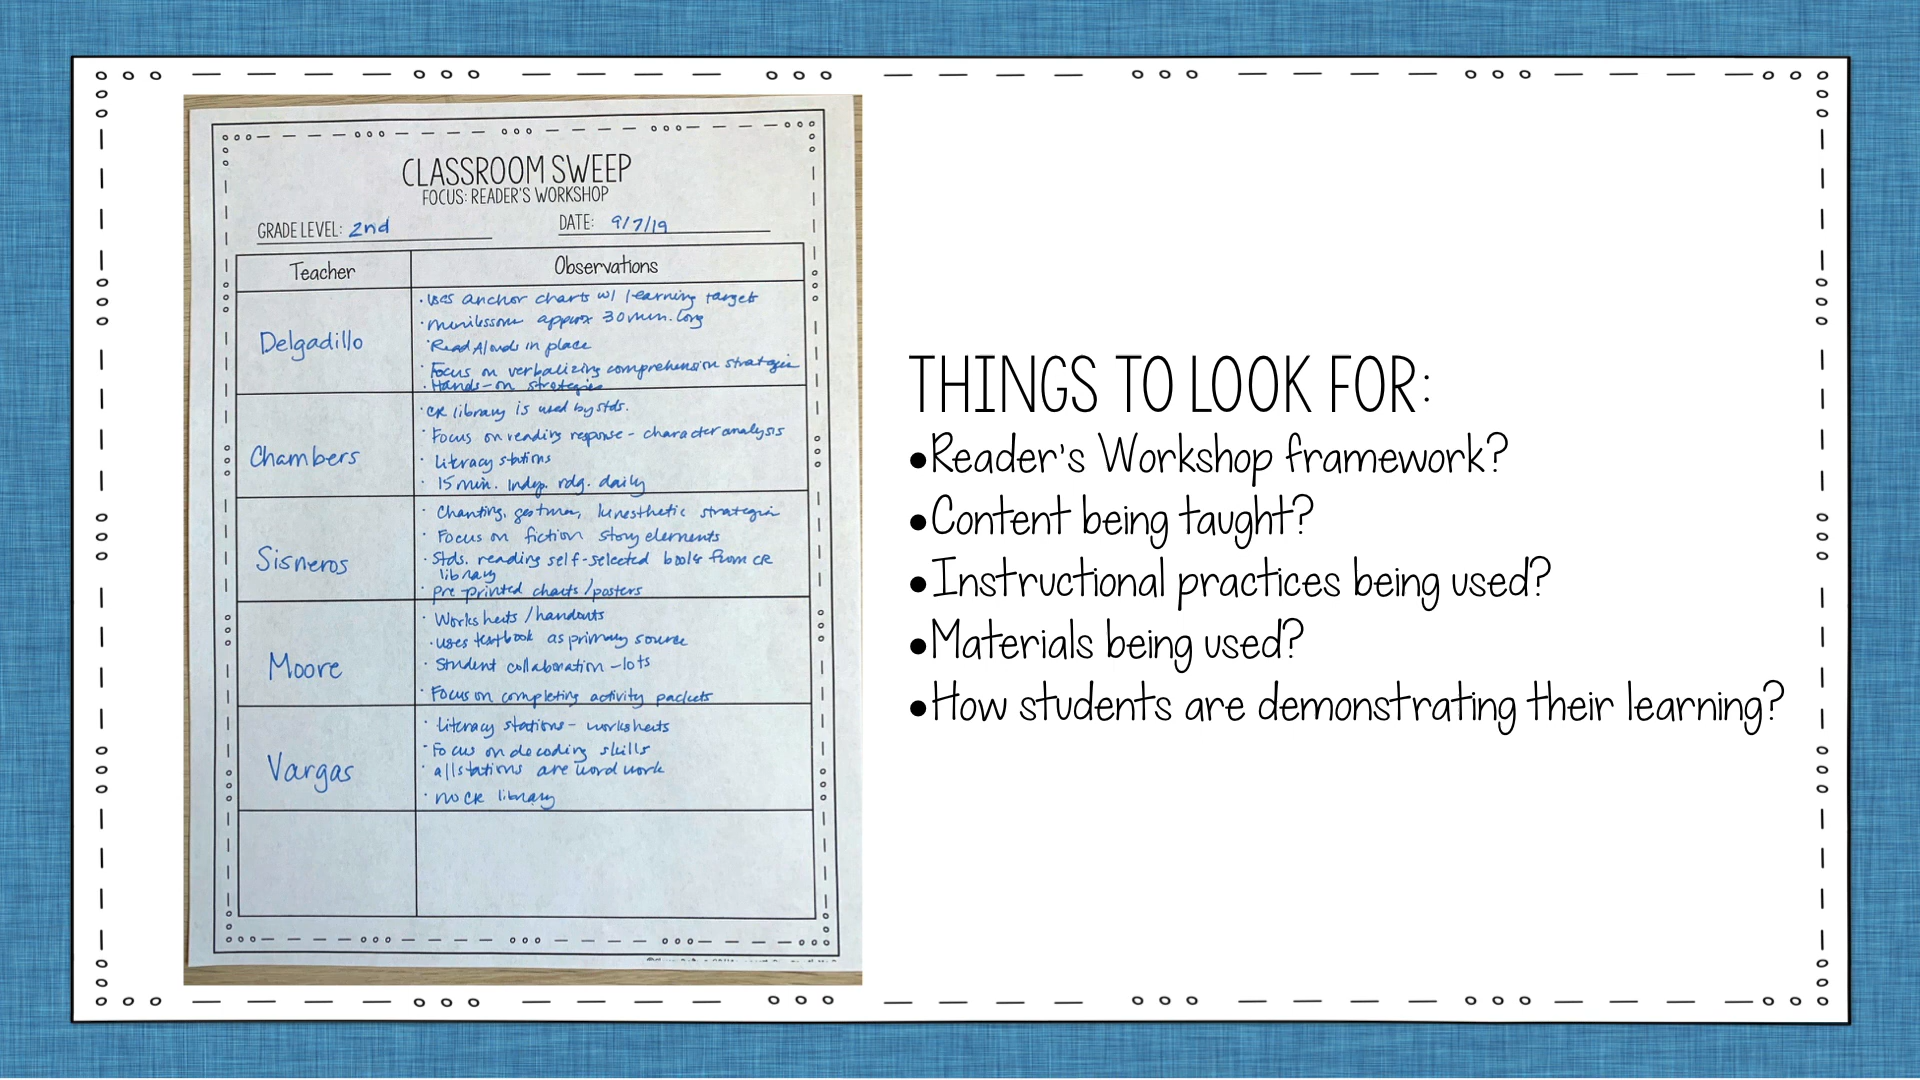 CLASSROOM SWEEP
FOCUS: READER'S WORKSHOP
GRADE LEVEL: 2nd
DATE: 9/7/19
Teacher
Observations
Delgadillo
• Uses anchor charts w/ learning targets
• minilessons approx 30 min. long
• Read Alouds in place
• Focus on verbalizing comprehension strategies
• Hands-on strategies
Chambers
• CR library is used by stds.
• Focus on reading response - character analysis
• Literacy stations
• 15 min. Indep. rdg. daily
Sisneros
• Chanting, gestures, kinesthetic strategies
• Focus on fiction story elements
• Stds. reading self-selected books from CR
library
• pre-printed charts/posters
Moore
• Worksheets/handouts
• uses textbook as primary source
• Student collaboration - lots
• Focus on completing activity packets
Vargas
• Literacy stations - worksheets
• Focus on decoding skills
• all stations are word work
• no CR library
THINGS TO LOOK FOR:
•Reader's Workshop framework?
•Content being taught?
•Instructional practices being used?
•Materials being used?
•How students are demonstrating their learning?